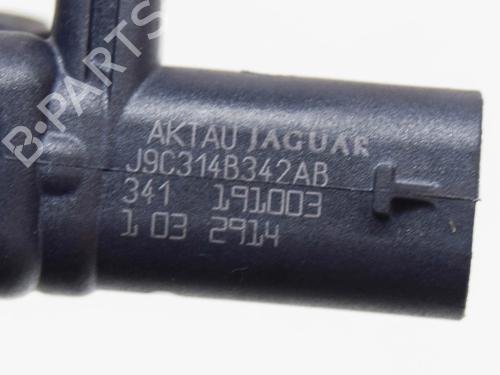 B-PARTS
AKTAU JAGUAR
J9C314B342AB
341 191003
1 03 2914